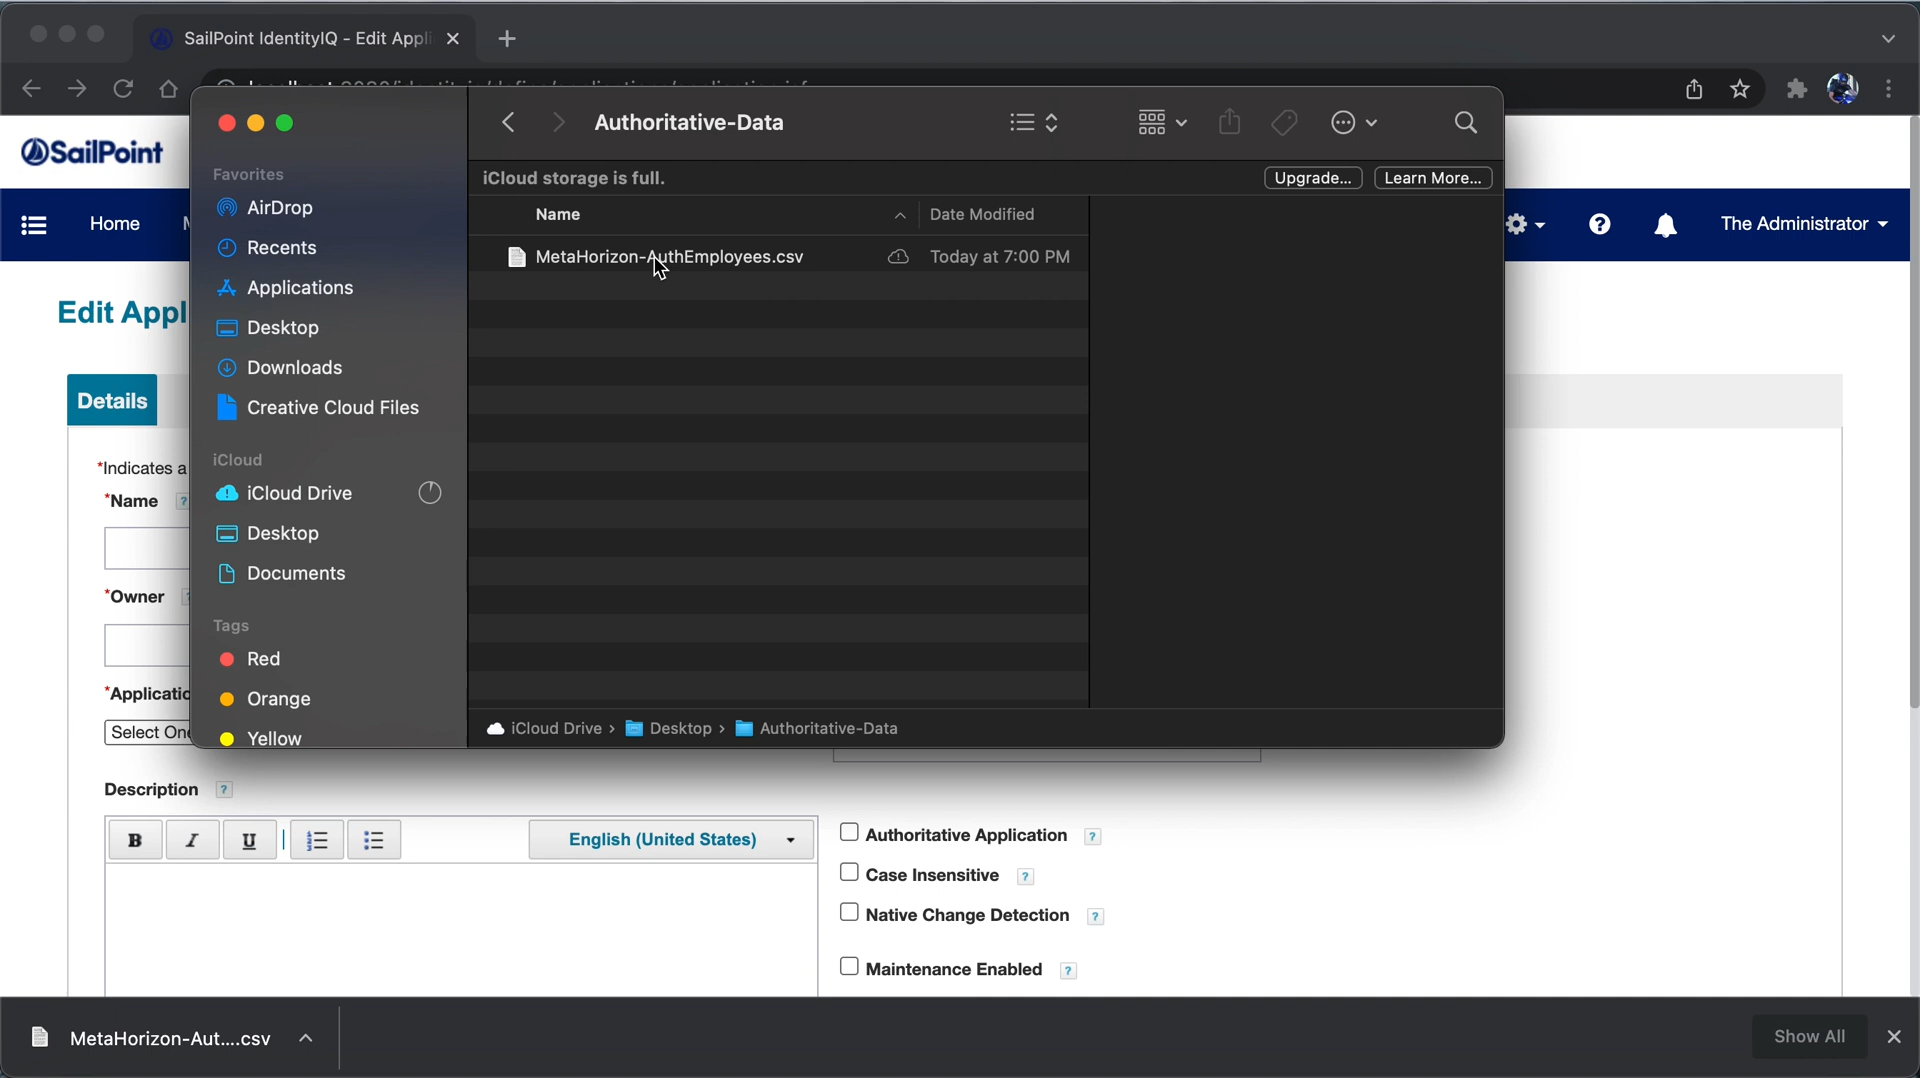 SailPoint IdentityIQ - Edit Appli
SailPoint
Home
The Administrator
Edit Appl
Details
*Indicates a
*Name ?
*Owner
*Applicatio
Select One
Description ?
B I U
English (United States)
Authoritative Application ?
Case Insensitive ?
Native Change Detection ?
Maintenance Enabled ?
Favorites
AirDrop
Recents
Applications
Desktop
Downloads
Creative Cloud Files
iCloud
iCloud Drive
Desktop
Documents
Tags
Red
Orange
Yellow
Authoritative-Data
iCloud storage is full.
Upgrade...
Learn More...
Name
Date Modified
MetaHorizon-AuthEmployees.csv
Today at 7:00 PM
iCloud Drive › Desktop › Authoritative-Data
MetaHorizon-Aut....csv
Show All